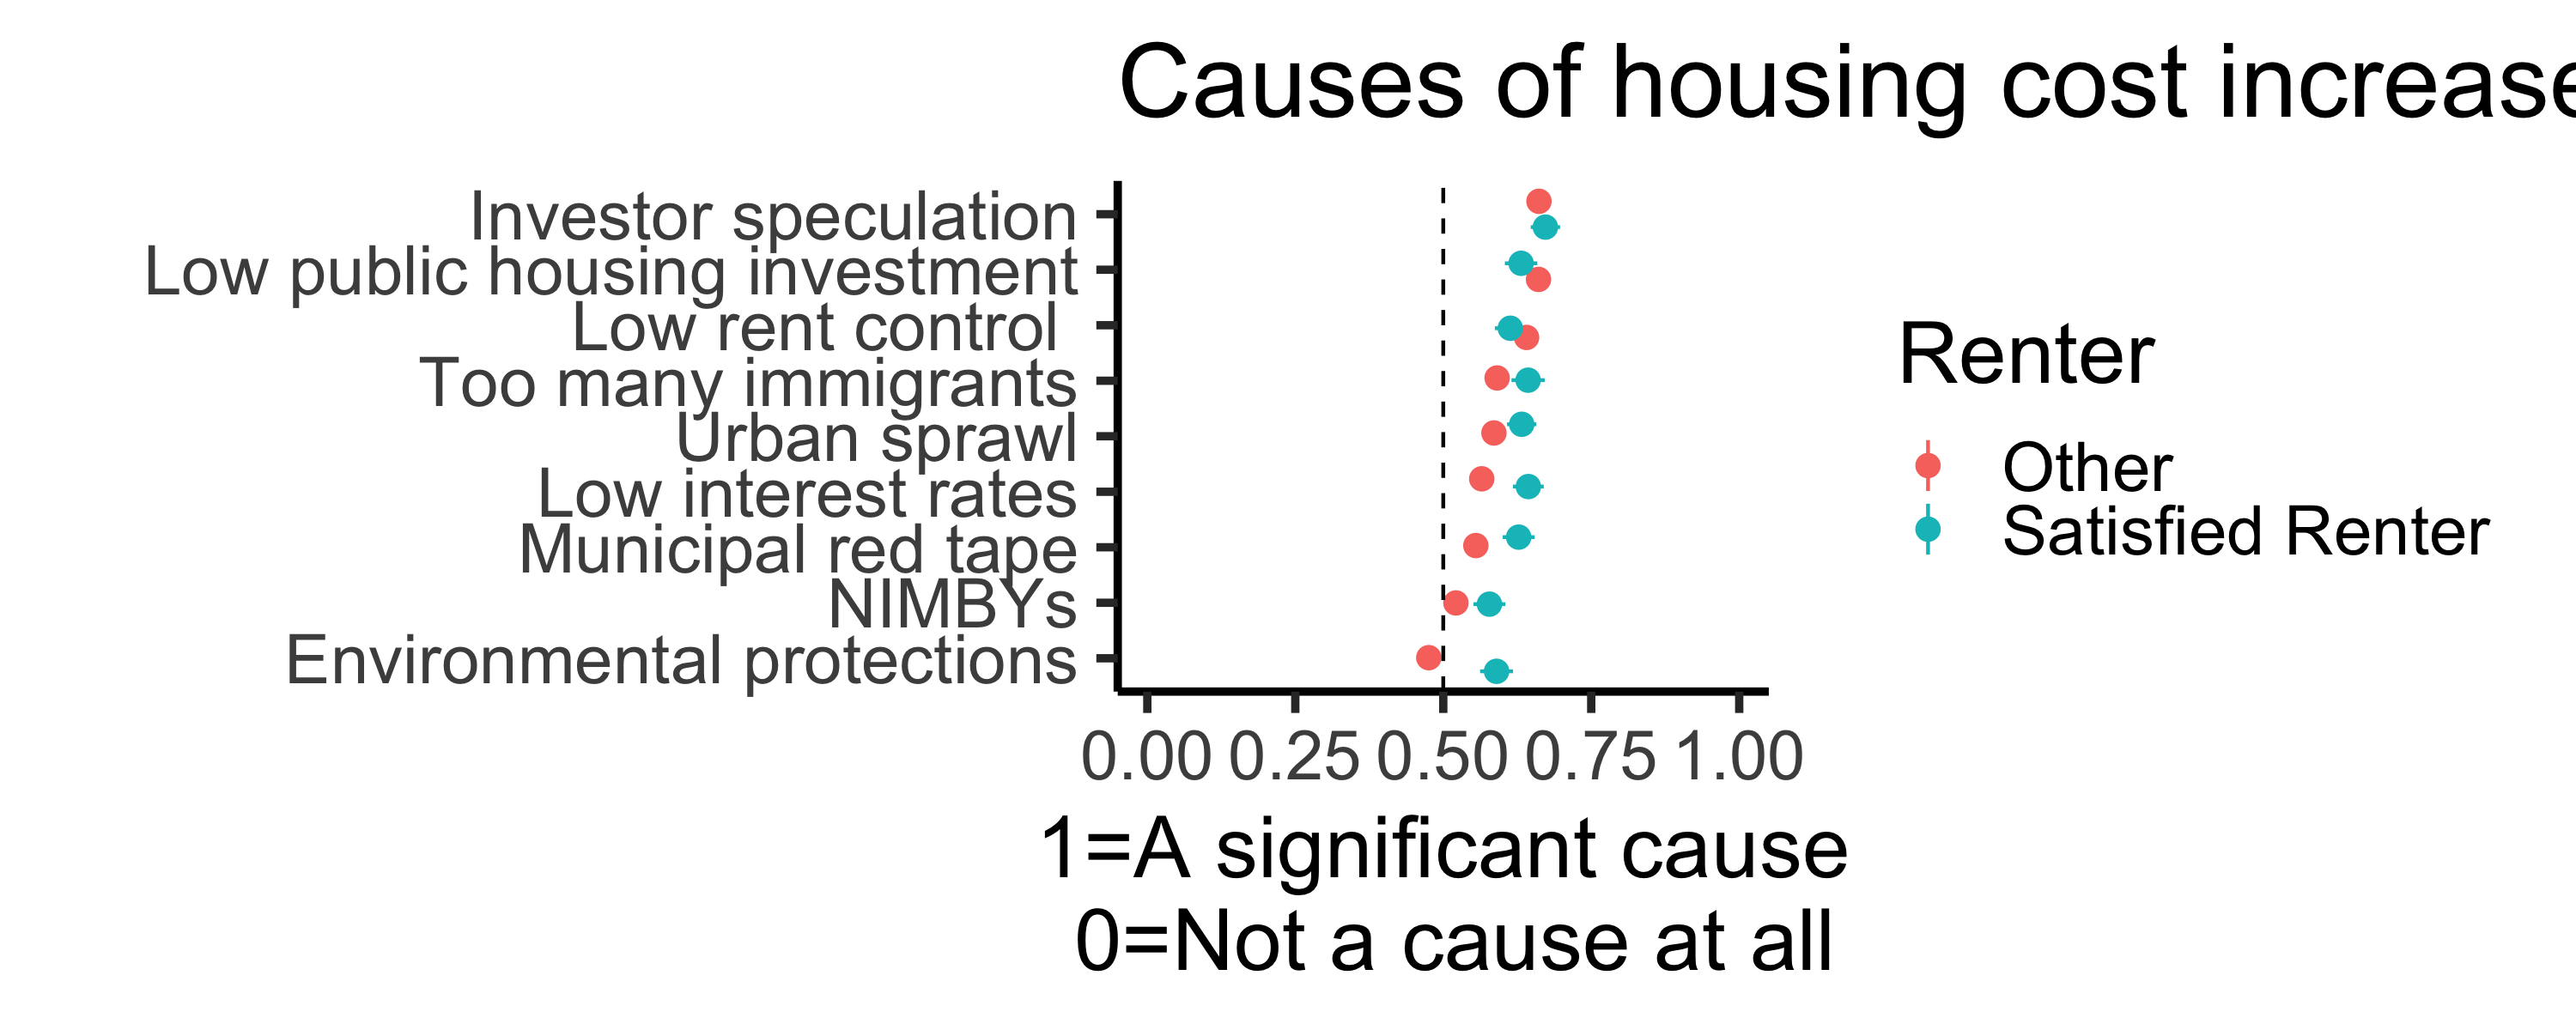 Causes of housing cost increase
Investor speculation
Low public housing investment
Low rent control
Too many immigrants
Urban sprawl
Low interest rates
Municipal red tape
NIMBYs
Environmental protections
0.00 0.25 0.50 0.75 1.00
1=A significant cause
0=Not a cause at all
Renter
Other
Satisfied Renter